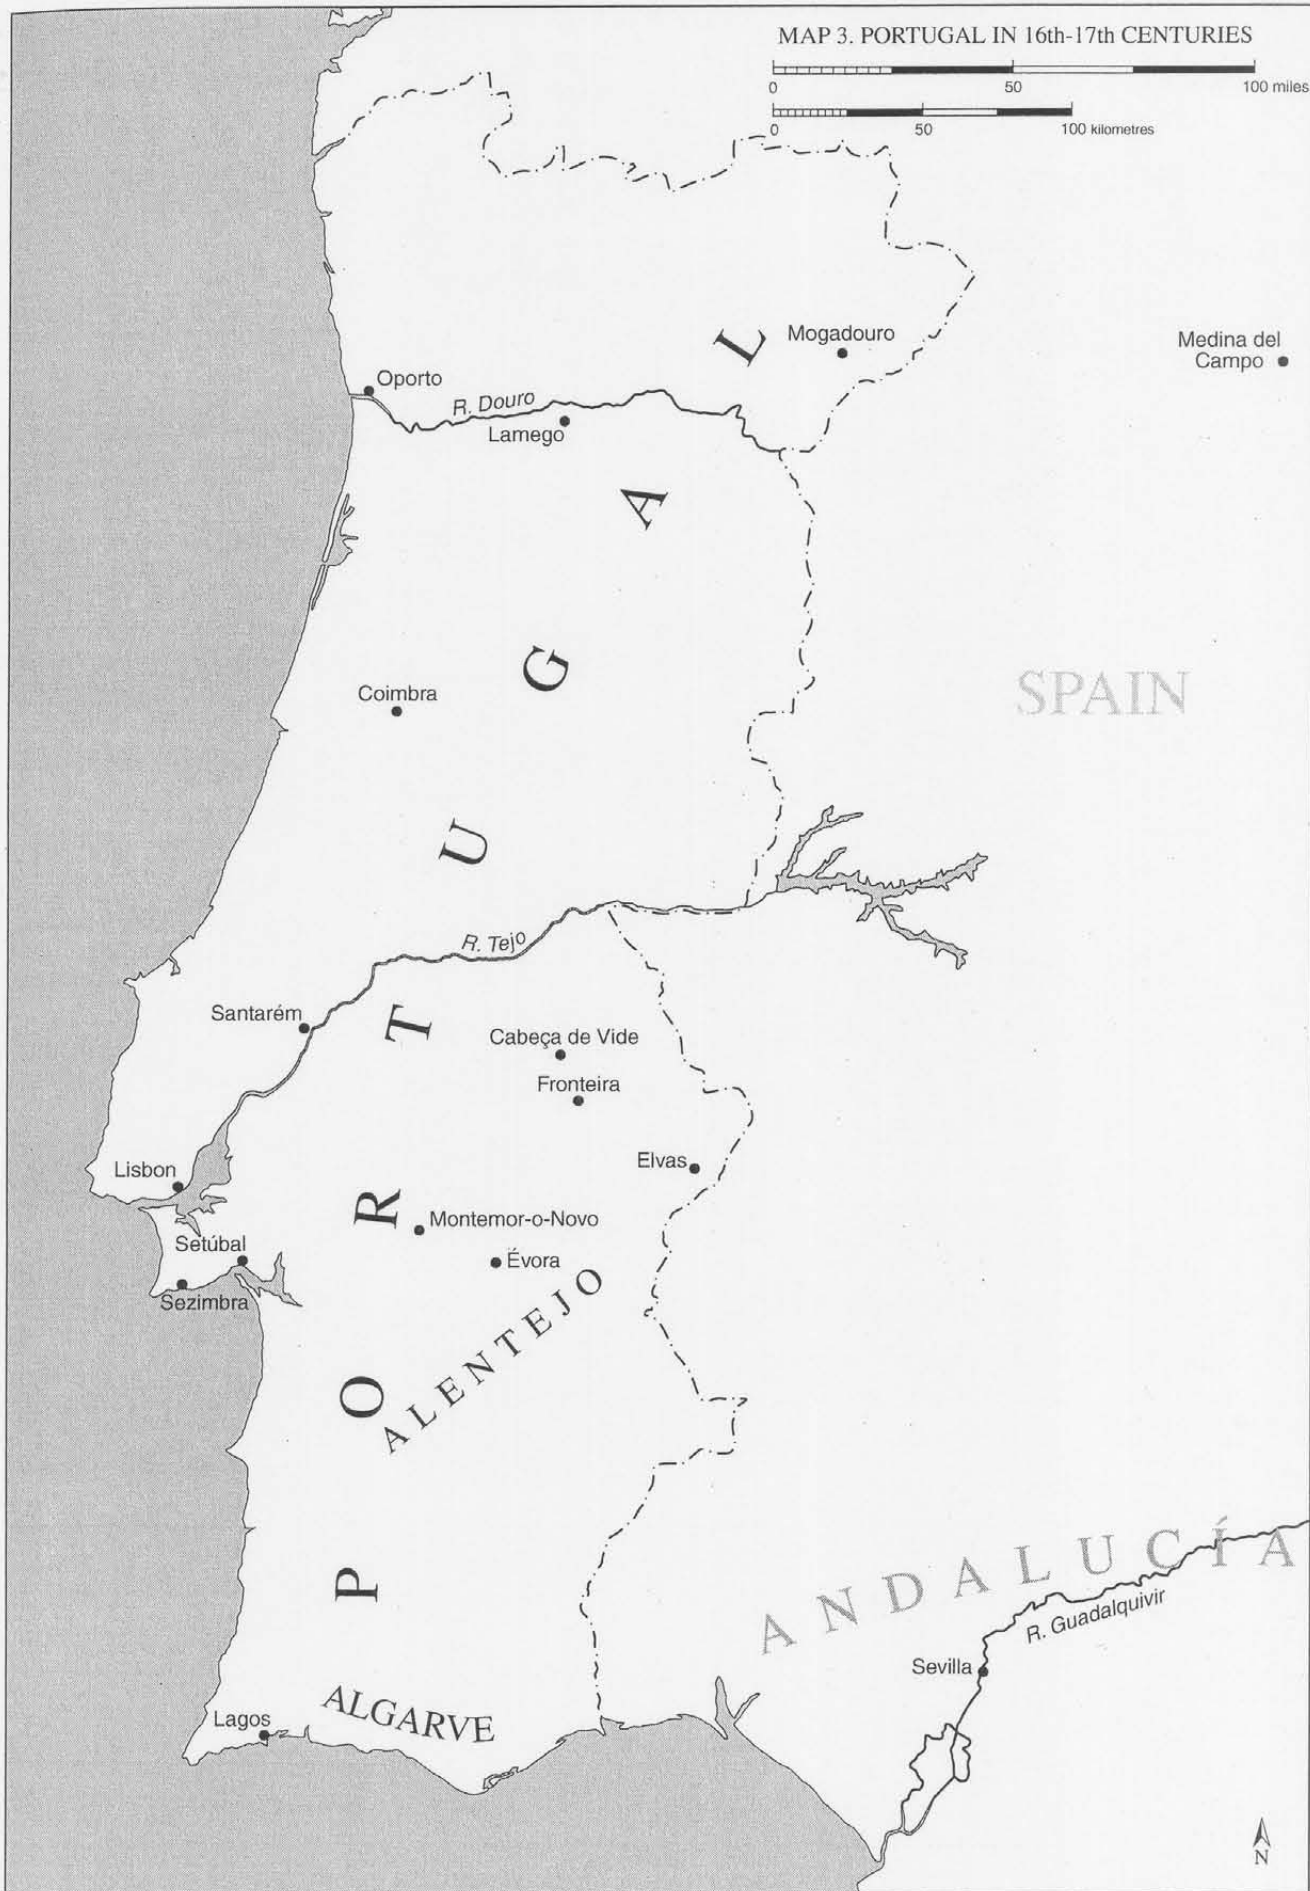 MAP 3. PORTUGAL IN 16th-17th CENTURIES
0 50 100 miles
0 50 100 kilometres
Mogadouro
Medina del
Campo
Oporto
R. Douro
Lamego
PORTUGAL
Coimbra
SPAIN
R. Tejo
Santarém
Cabeça de Vide
Fronteira
Elvas
Lisbon
Montemor-o-Novo
Setúbal
Évora
Sezimbra
ALENTEJO
ANDALUCÍA
R. Guadalquivir
Sevilla
ALGARVE
Lagos
N